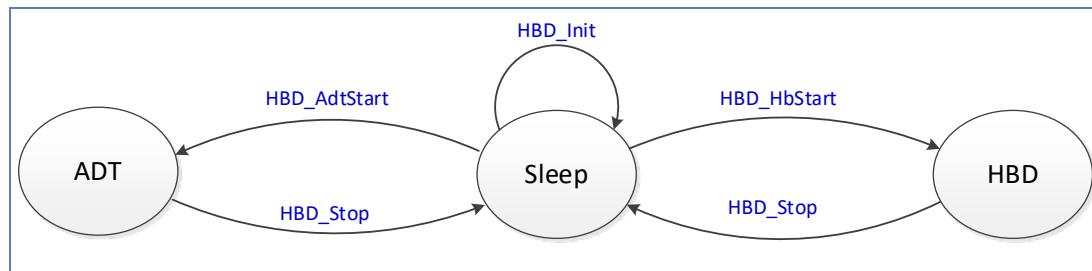 HBD_Init
HBD_AdtStart
HBD_HbStart
ADT
Sleep
HBD
HBD_Stop
HBD_Stop